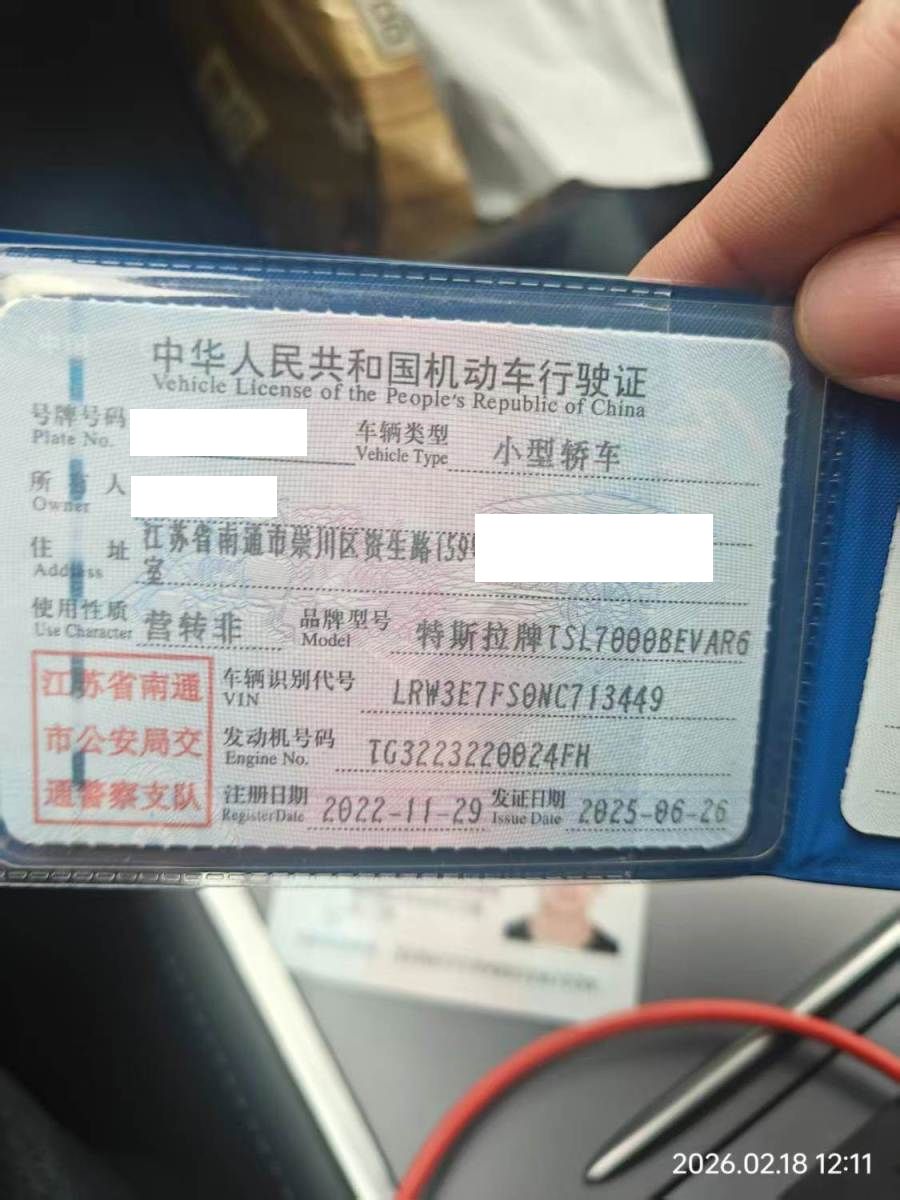 中华人民共和国机动车行驶证
Vehicle License of the People's Republic of China
号牌号码
Plate No.
车辆类型 小型轿车
Vehicle Type
所有人
Owner
住址 江苏省南通市崇川区资生路159
室
Address
使用性质 营转非
Use Character
品牌型号 特斯拉牌TSL7000BEVAR6
Model
江苏省南通
市公安局交
通警察支队
车辆识别代号 LRW3E7FS0NC713449
VIN
发动机号码 TG3223220024FH
Engine No.
注册日期 2022-11-29
Register Date
发证日期 2025-06-26
Issue Date
2026.02.18 12:11